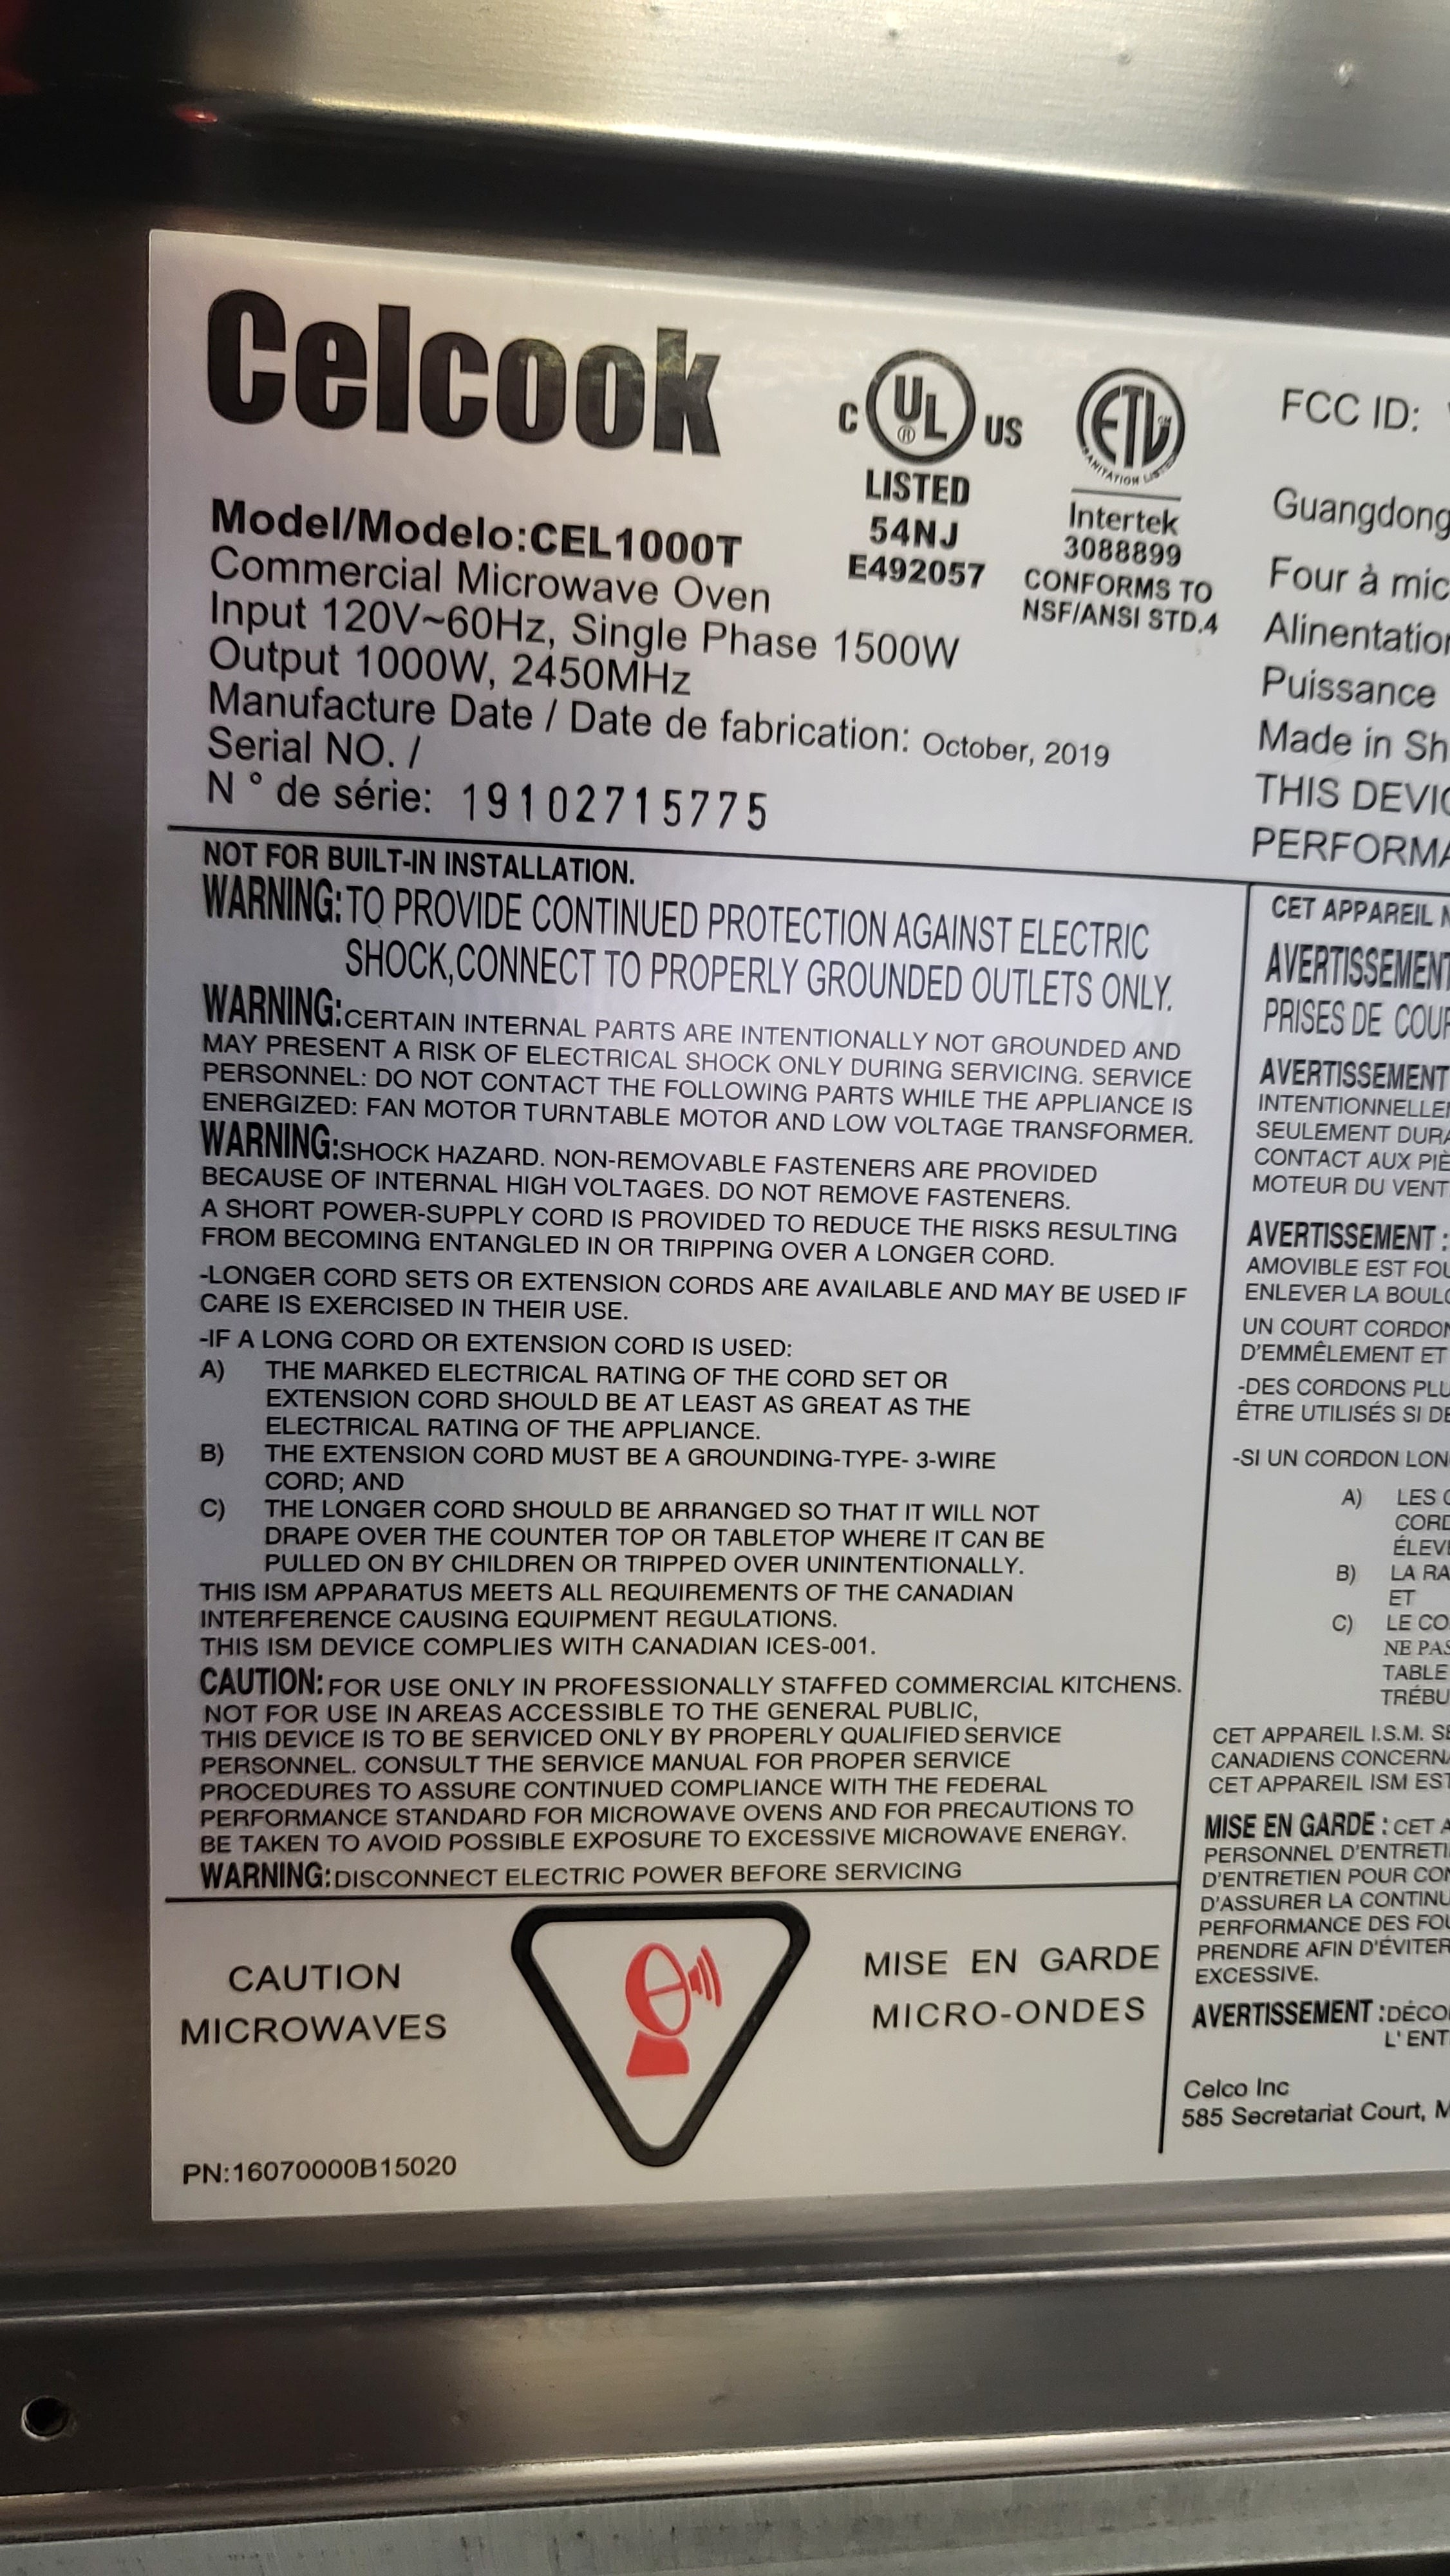 Celcook
C UL ® US
LISTED
54NJ
E492057
ETL
SANITATION LISTED
Intertek
3088899
CONFORMS TO
NSF/ANSI STD.4
Model/Modelo:CEL1000T
Commercial Microwave Oven
Input 120V~60Hz, Single Phase 1500W
Output 1000W, 2450MHz
Manufacture Date / Date de fabrication: October, 2019
Serial NO. /
N ° de série: 19102715775
FCC ID:
Guangdong
Four à mic
Alinentation
Puissance
Made in Sh
THIS DEVIC
PERFORMA
NOT FOR BUILT-IN INSTALLATION.
WARNING:TO PROVIDE CONTINUED PROTECTION AGAINST ELECTRIC
SHOCK,CONNECT TO PROPERLY GROUNDED OUTLETS ONLY.
WARNING:CERTAIN INTERNAL PARTS ARE INTENTIONALLY NOT GROUNDED AND
MAY PRESENT A RISK OF ELECTRICAL SHOCK ONLY DURING SERVICING. SERVICE
PERSONNEL: DO NOT CONTACT THE FOLLOWING PARTS WHILE THE APPLIANCE IS
ENERGIZED: FAN MOTOR TURNTABLE MOTOR AND LOW VOLTAGE TRANSFORMER.
WARNING:SHOCK HAZARD. NON-REMOVABLE FASTENERS ARE PROVIDED
BECAUSE OF INTERNAL HIGH VOLTAGES. DO NOT REMOVE FASTENERS.
A SHORT POWER-SUPPLY CORD IS PROVIDED TO REDUCE THE RISKS RESULTING
FROM BECOMING ENTANGLED IN OR TRIPPING OVER A LONGER CORD.
-LONGER CORD SETS OR EXTENSION CORDS ARE AVAILABLE AND MAY BE USED IF
CARE IS EXERCISED IN THEIR USE.
-IF A LONG CORD OR EXTENSION CORD IS USED:
A) THE MARKED ELECTRICAL RATING OF THE CORD SET OR
EXTENSION CORD SHOULD BE AT LEAST AS GREAT AS THE
ELECTRICAL RATING OF THE APPLIANCE.
B) THE EXTENSION CORD MUST BE A GROUNDING-TYPE- 3-WIRE
CORD; AND
C) THE LONGER CORD SHOULD BE ARRANGED SO THAT IT WILL NOT
DRAPE OVER THE COUNTER TOP OR TABLETOP WHERE IT CAN BE
PULLED ON BY CHILDREN OR TRIPPED OVER UNINTENTIONALLY.
THIS ISM APPARATUS MEETS ALL REQUIREMENTS OF THE CANADIAN
INTERFERENCE CAUSING EQUIPMENT REGULATIONS.
THIS ISM DEVICE COMPLIES WITH CANADIAN ICES-001.
CAUTION: FOR USE ONLY IN PROFESSIONALLY STAFFED COMMERCIAL KITCHENS.
NOT FOR USE IN AREAS ACCESSIBLE TO THE GENERAL PUBLIC,
THIS DEVICE IS TO BE SERVICED ONLY BY PROPERLY QUALIFIED SERVICE
PERSONNEL. CONSULT THE SERVICE MANUAL FOR PROPER SERVICE
PROCEDURES TO ASSURE CONTINUED COMPLIANCE WITH THE FEDERAL
PERFORMANCE STANDARD FOR MICROWAVE OVENS AND FOR PRECAUTIONS TO
BE TAKEN TO AVOID POSSIBLE EXPOSURE TO EXCESSIVE MICROWAVE ENERGY.
WARNING:DISCONNECT ELECTRIC POWER BEFORE SERVICING
CAUTION
MICROWAVES
MISE EN GARDE
MICRO-ONDES
PN:16070000B15020
CET APPAREIL
AVERTISSEMENT
PRISES DE COUR
AVERTISSEMENT
INTENTIONNELLE
SEULEMENT DURA
CONTACT AUX PIÈ
MOTEUR DU VENT
AVERTISSEMENT :
AMOVIBLE EST FOU
ENLEVER LA BOULO
UN COURT CORDON
D'EMMÊLEMENT ET
-DES CORDONS PLU
ÊTRE UTILISÉS SI DE
-SI UN CORDON LON
A) LES C
CORD
ÉLEVÉ
B) LA RA
ET
C) LE CO
NE PAS
TABLE
TRÉBU
CET APPAREIL I.S.M. SE
CANADIENS CONCERNA
CET APPAREIL ISM EST
MISE EN GARDE : CET A
PERSONNEL D'ENTRETI
D'ENTRETIEN POUR CON
D'ASSURER LA CONTINU
PERFORMANCE DES FOU
PRENDRE AFIN D'ÉVITER
EXCESSIVE.
AVERTISSEMENT :DÉCO
L' ENT
Celco Inc
585 Secretariat Court, M